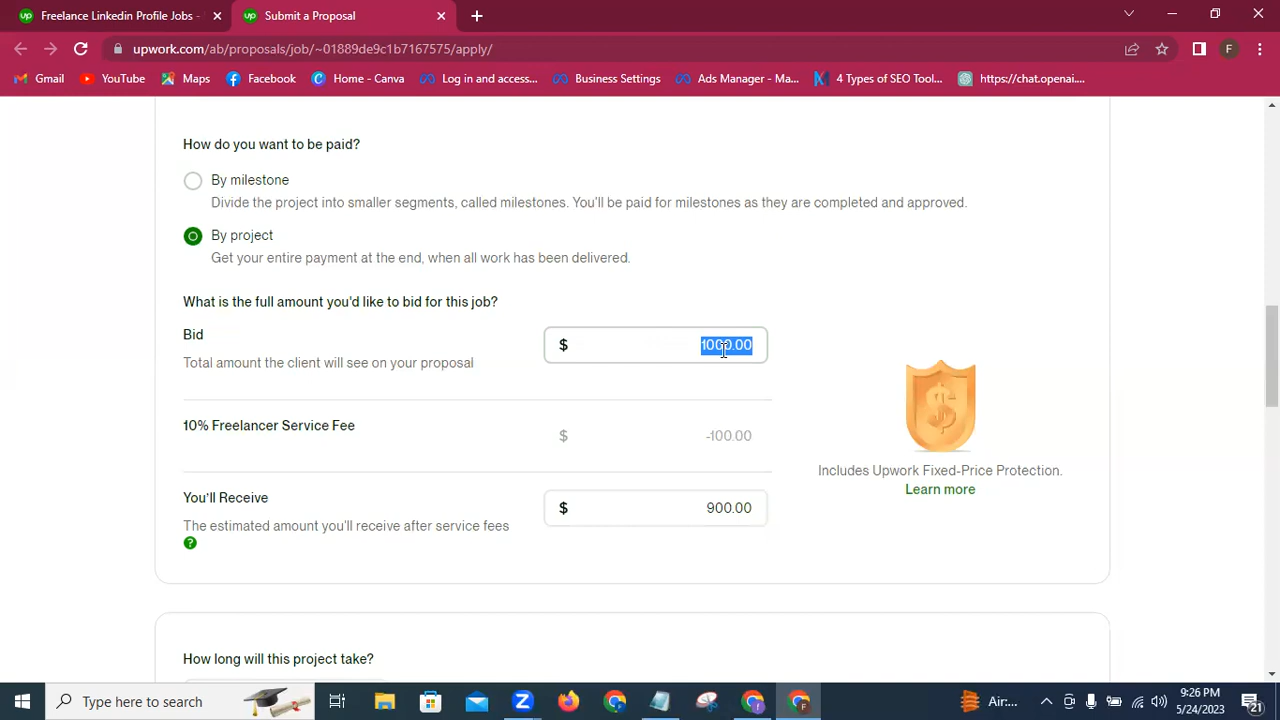 Freelance Linkedin Profile Jobs -
Submit a Proposal
upwork.com/ab/proposals/job/~01889de9c1b7167575/apply/
F
Gmail
YouTube
Maps
Facebook
Home - Canva
Log in and access...
Business Settings
Ads Manager - Ma...
4 Types of SEO Tool...
https://chat.openai....
How do you want to be paid?
By milestone
Divide the project into smaller segments, called milestones. You'll be paid for milestones as they are completed and approved.
By project
Get your entire payment at the end, when all work has been delivered.
What is the full amount you'd like to bid for this job?
Bid
Total amount the client will see on your proposal
$ 1000.00
10% Freelancer Service Fee
$ -100.00
You'll Receive
The estimated amount you'll receive after service fees
?
$ 900.00
Includes Upwork Fixed-Price Protection.
Learn more
How long will this project take?
Type here to search
Air:...
9:26 PM
5/24/2023
21